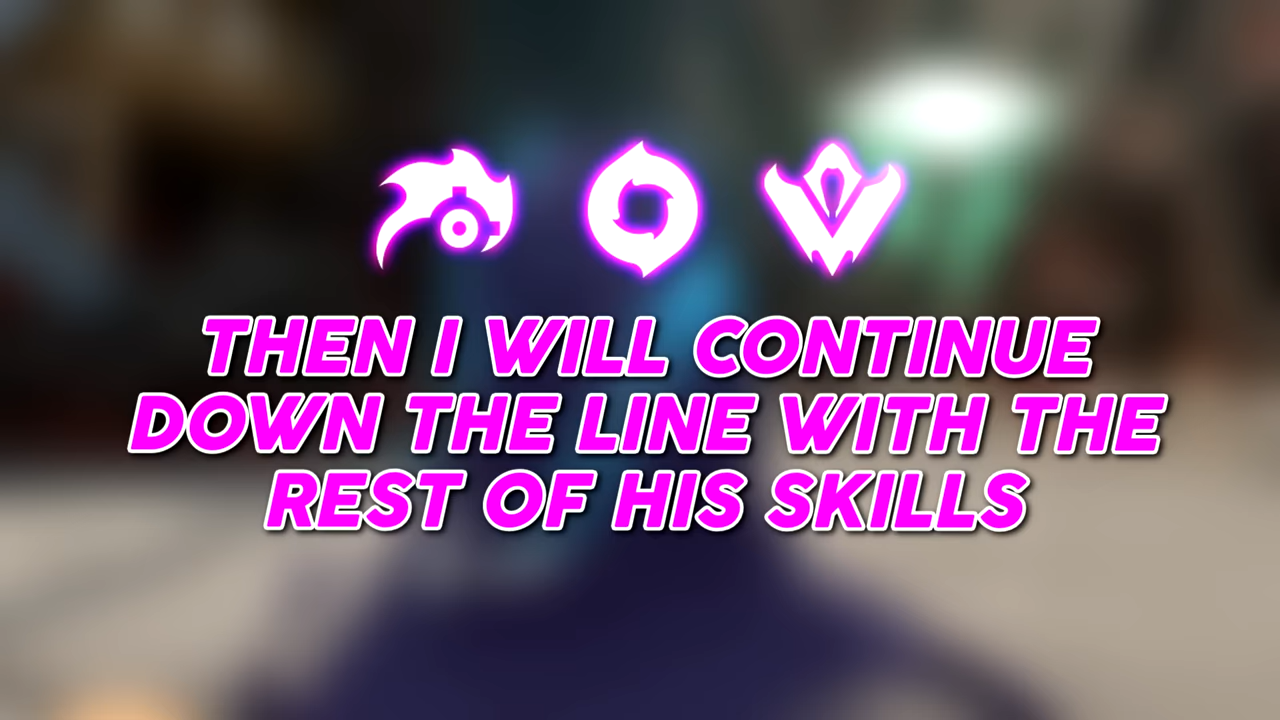 THEN I WILL CONTINUE
DOWN THE LINE WITH THE
REST OF HIS SKILLS